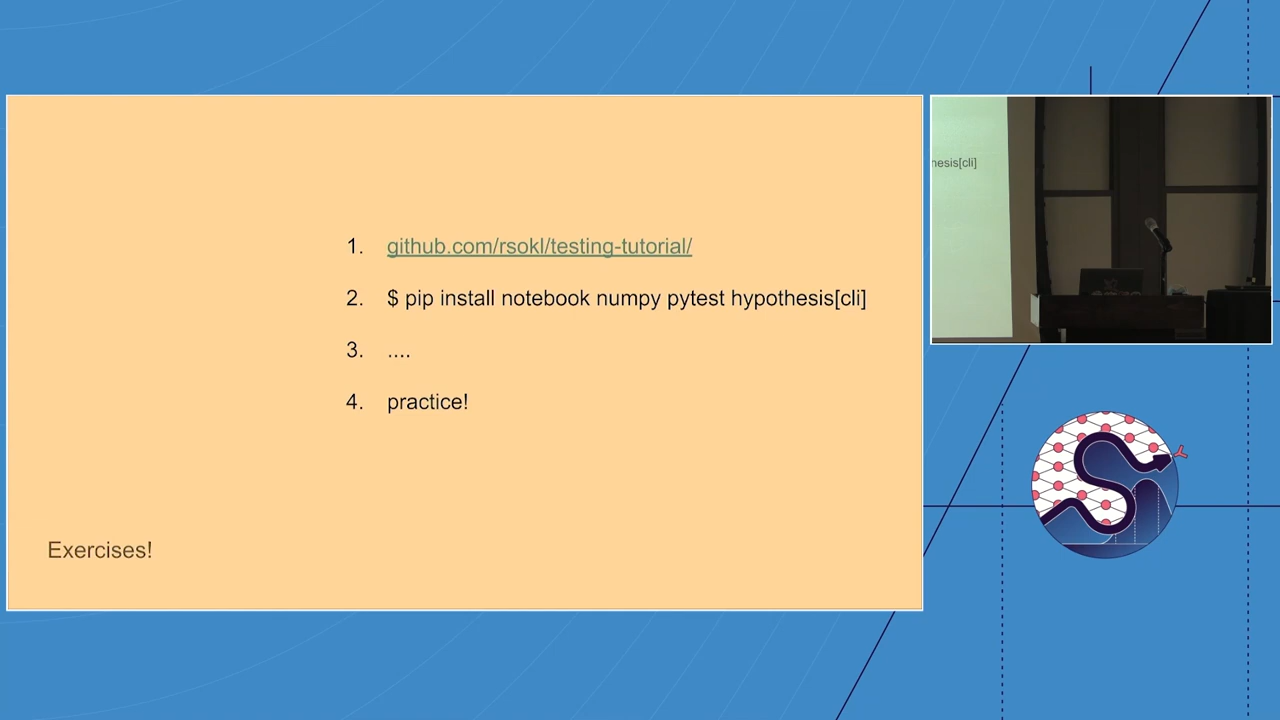 1. github.com/rsokl/testing-tutorial/
2. $ pip install notebook numpy pytest hypothesis[cli]
3. ....
4. practice!
Exercises!
hesis[cli]